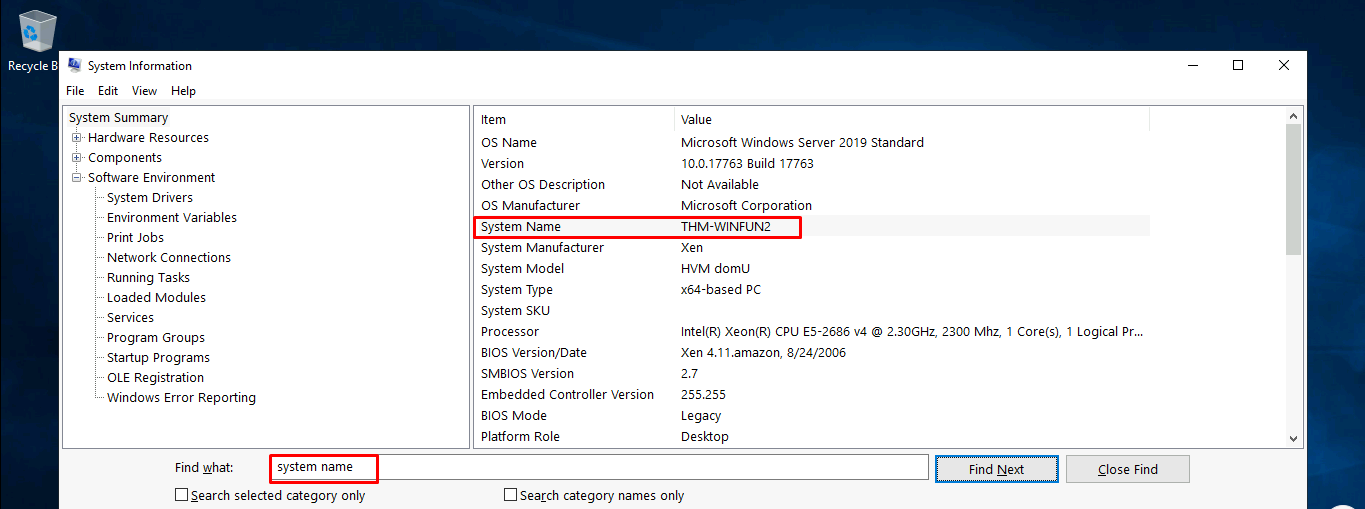 Recycle B
System Information
File Edit View Help
System Summary
Hardware Resources
Components
Software Environment
System Drivers
Environment Variables
Print Jobs
Network Connections
Running Tasks
Loaded Modules
Services
Program Groups
Startup Programs
OLE Registration
Windows Error Reporting
Item Value
OS Name Microsoft Windows Server 2019 Standard
Version 10.0.17763 Build 17763
Other OS Description Not Available
OS Manufacturer Microsoft Corporation
System Name THM-WINFUN2
System Manufacturer Xen
System Model HVM domU
System Type x64-based PC
System SKU
Processor Intel(R) Xeon(R) CPU E5-2686 v4 @ 2.30GHz, 2300 Mhz, 1 Core(s), 1 Logical Pr...
BIOS Version/Date Xen 4.11.amazon, 8/24/2006
SMBIOS Version 2.7
Embedded Controller Version 255.255
BIOS Mode Legacy
Platform Role Desktop
Find what: system name Find Next Close Find
Search selected category only Search category names only